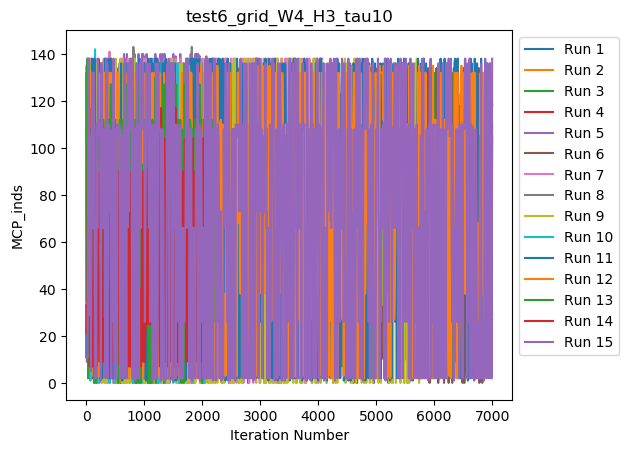 test6_grid_W4_H3_tau10
MCP_inds
140
120
100
80
60
40
20
0
0 1000 2000 3000 4000 5000 6000 7000
Iteration Number
Run 1
Run 2
Run 3
Run 4
Run 5
Run 6
Run 7
Run 8
Run 9
Run 10
Run 11
Run 12
Run 13
Run 14
Run 15